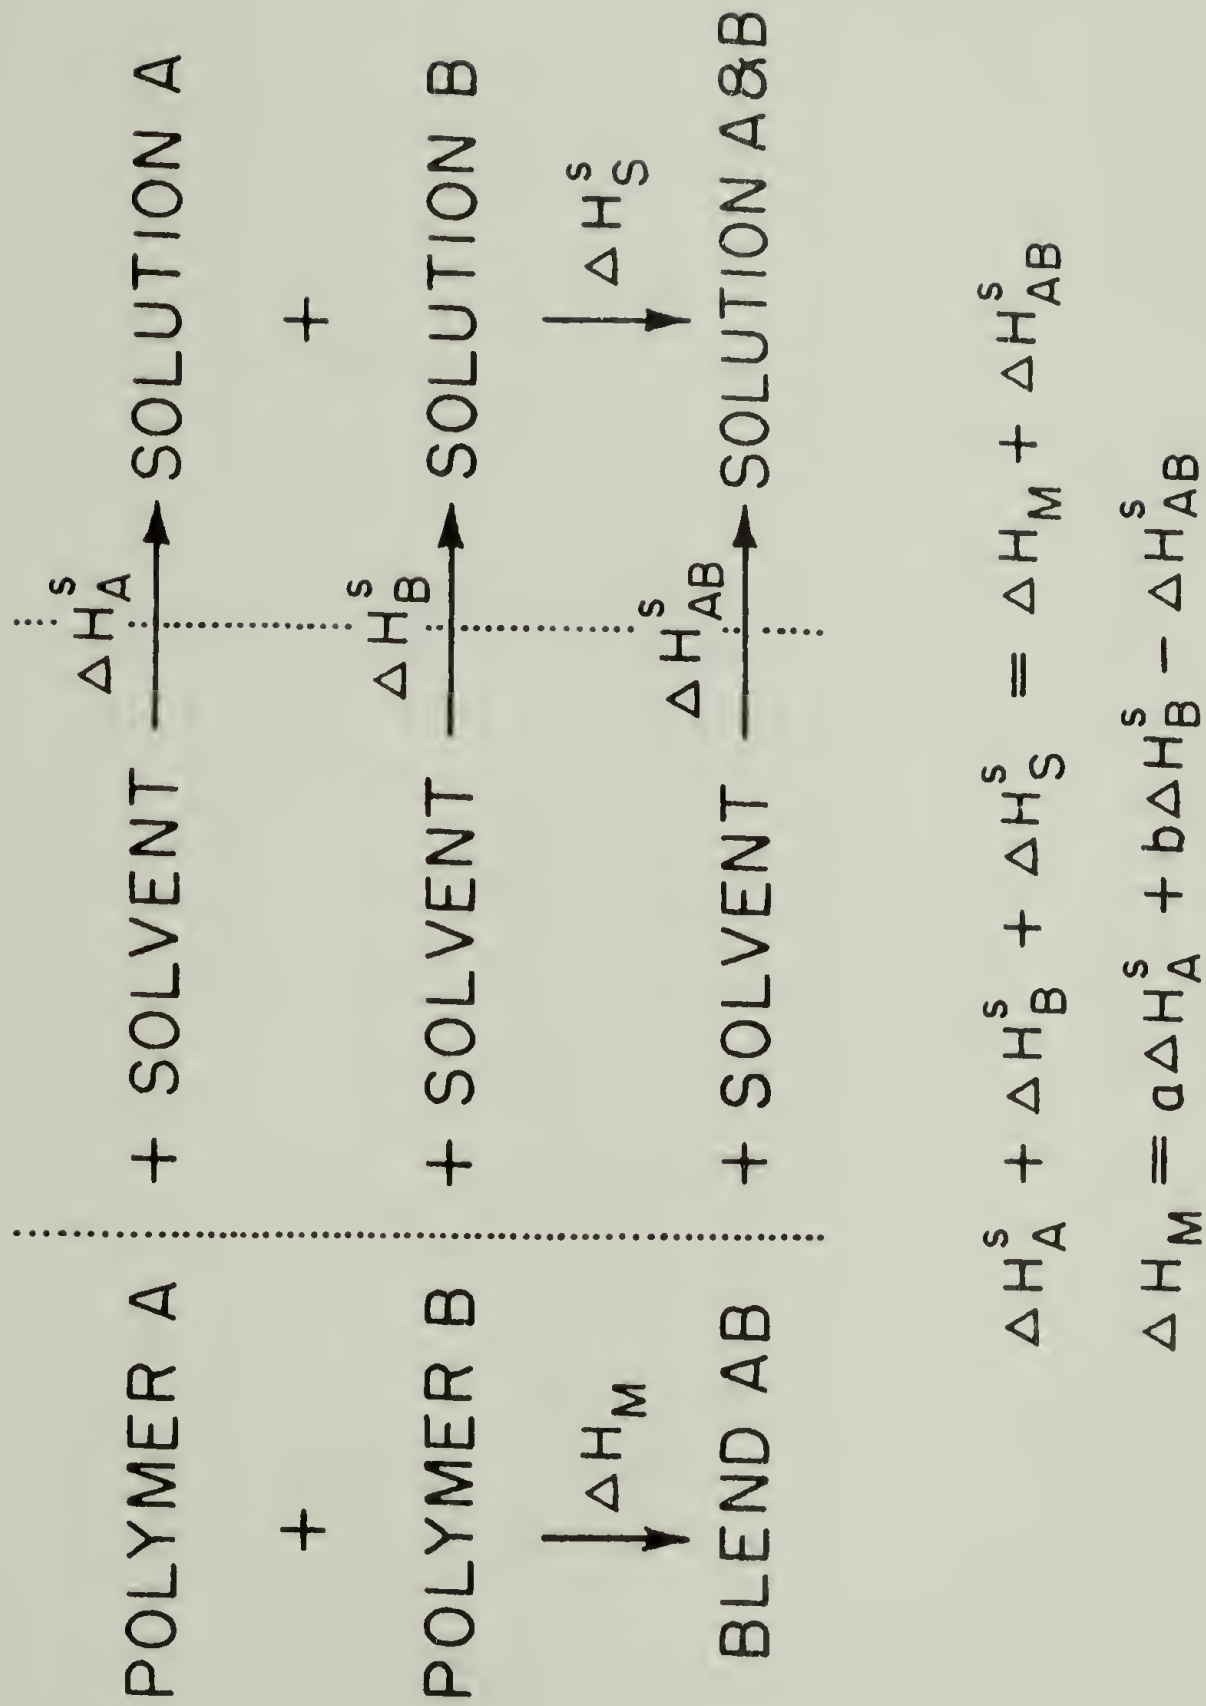 POLYMER A + SOLVENT ΔH^s_A SOLUTION A
+ +
POLYMER B + SOLVENT ΔH^s_B SOLUTION B
ΔH_M ΔH^s_S
BLEND AB + SOLVENT ΔH^s_AB SOLUTION A&B
ΔH^s_A + ΔH^s_B + ΔH^s_S = ΔH_M + ΔH^s_AB
ΔH_M = aΔH^s_A + bΔH^s_B − ΔH^s_AB